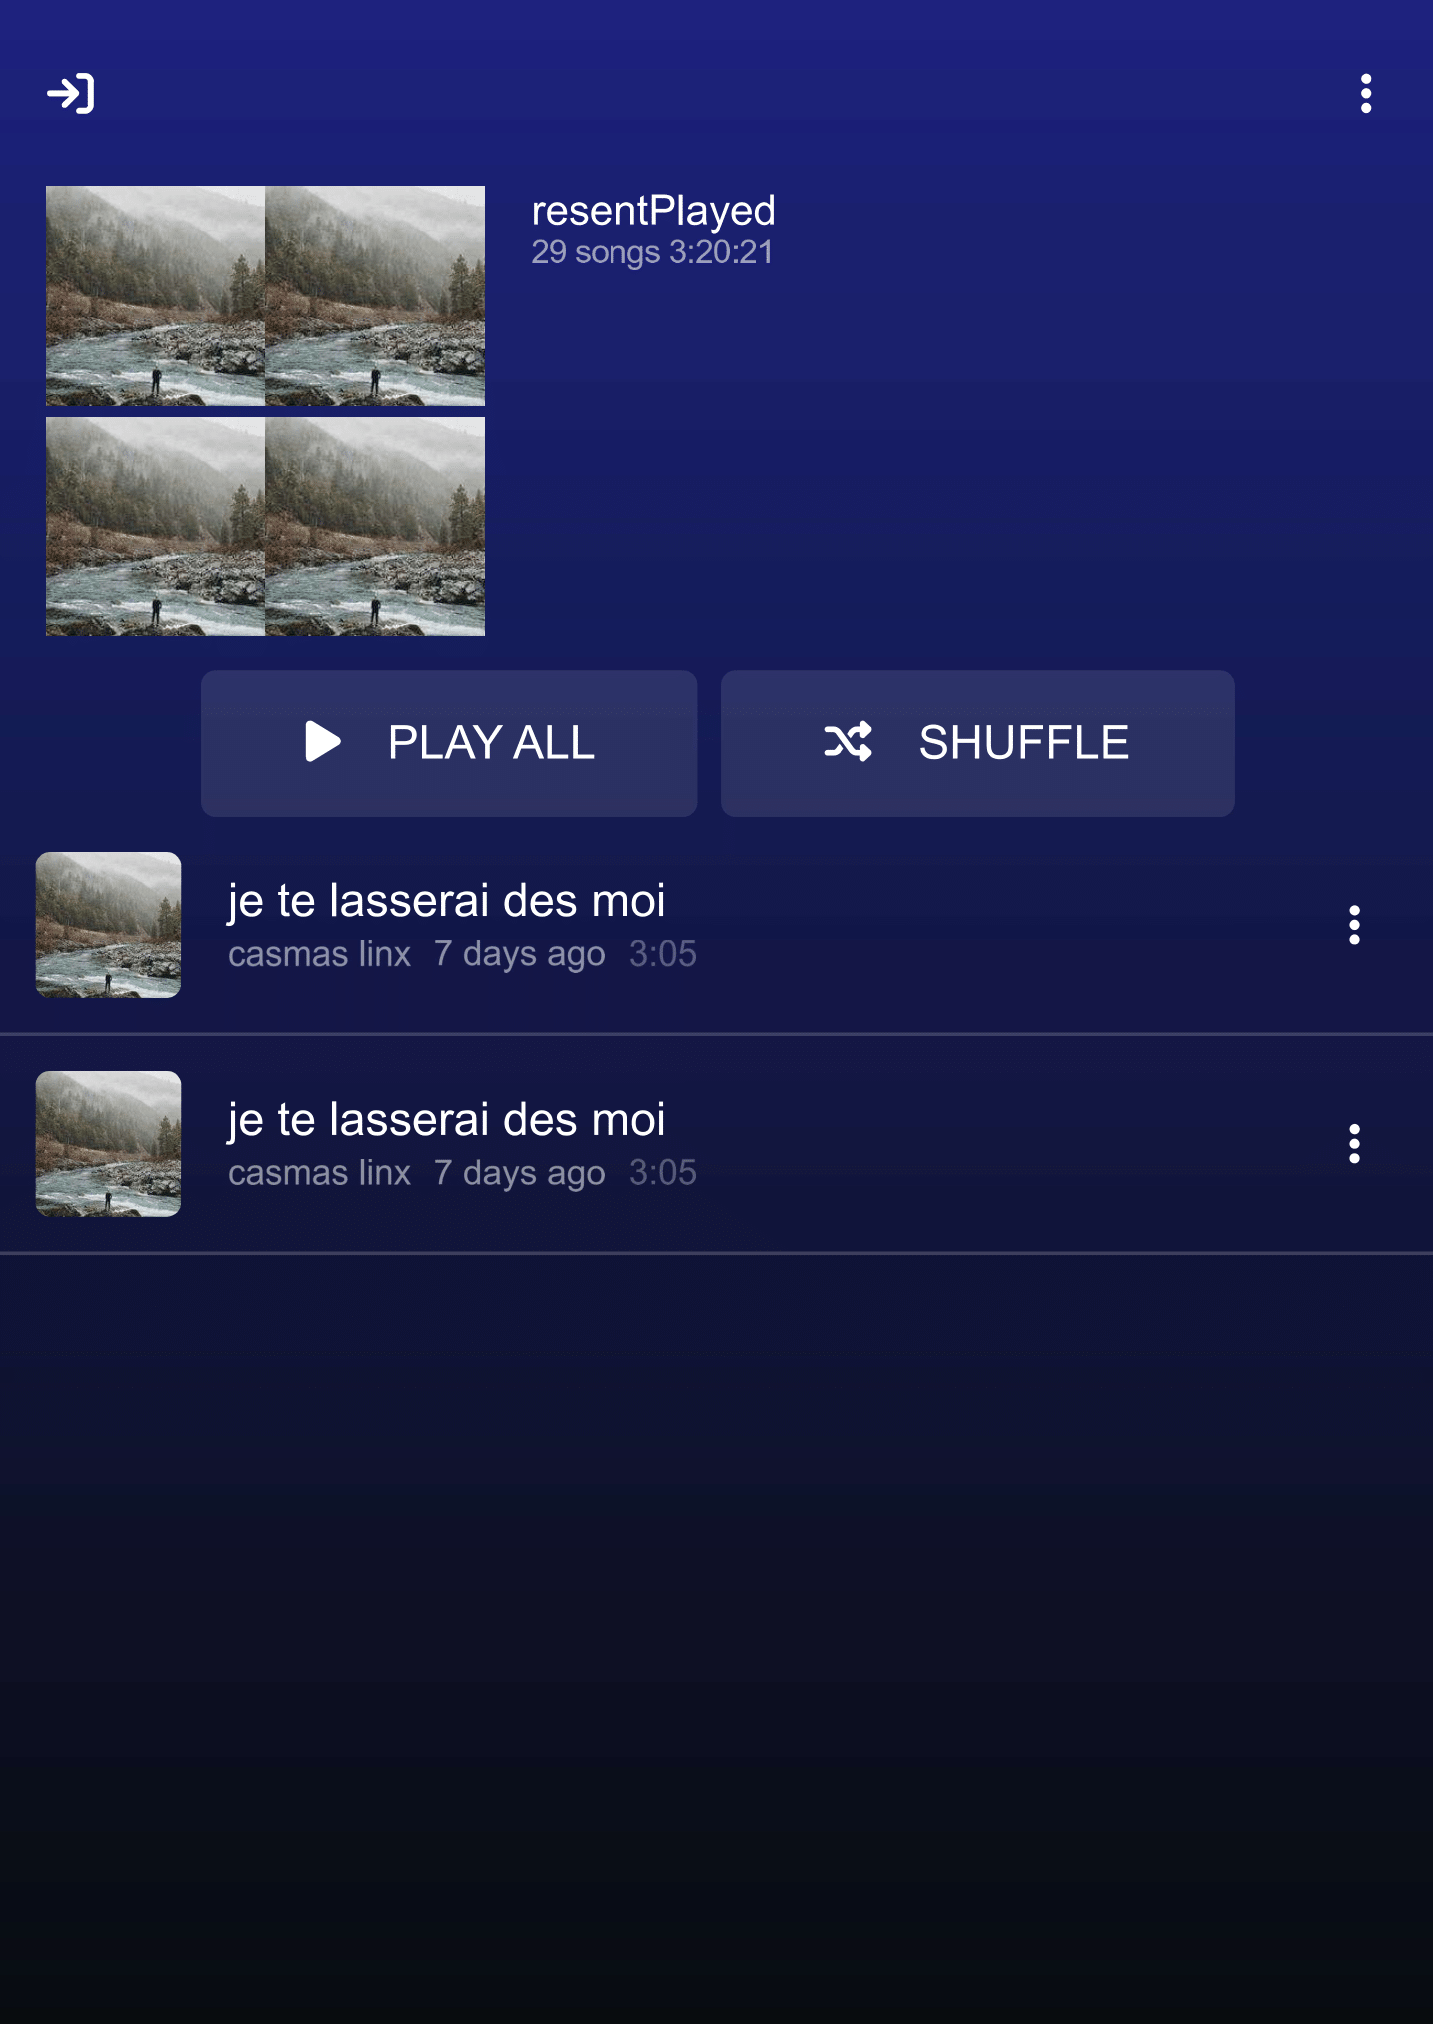 resentPlayed
29 songs 3:20:21
PLAY ALL
SHUFFLE
je te lasserai des moi
casmas linx 7 days ago 3:05
je te lasserai des moi
casmas linx 7 days ago 3:05